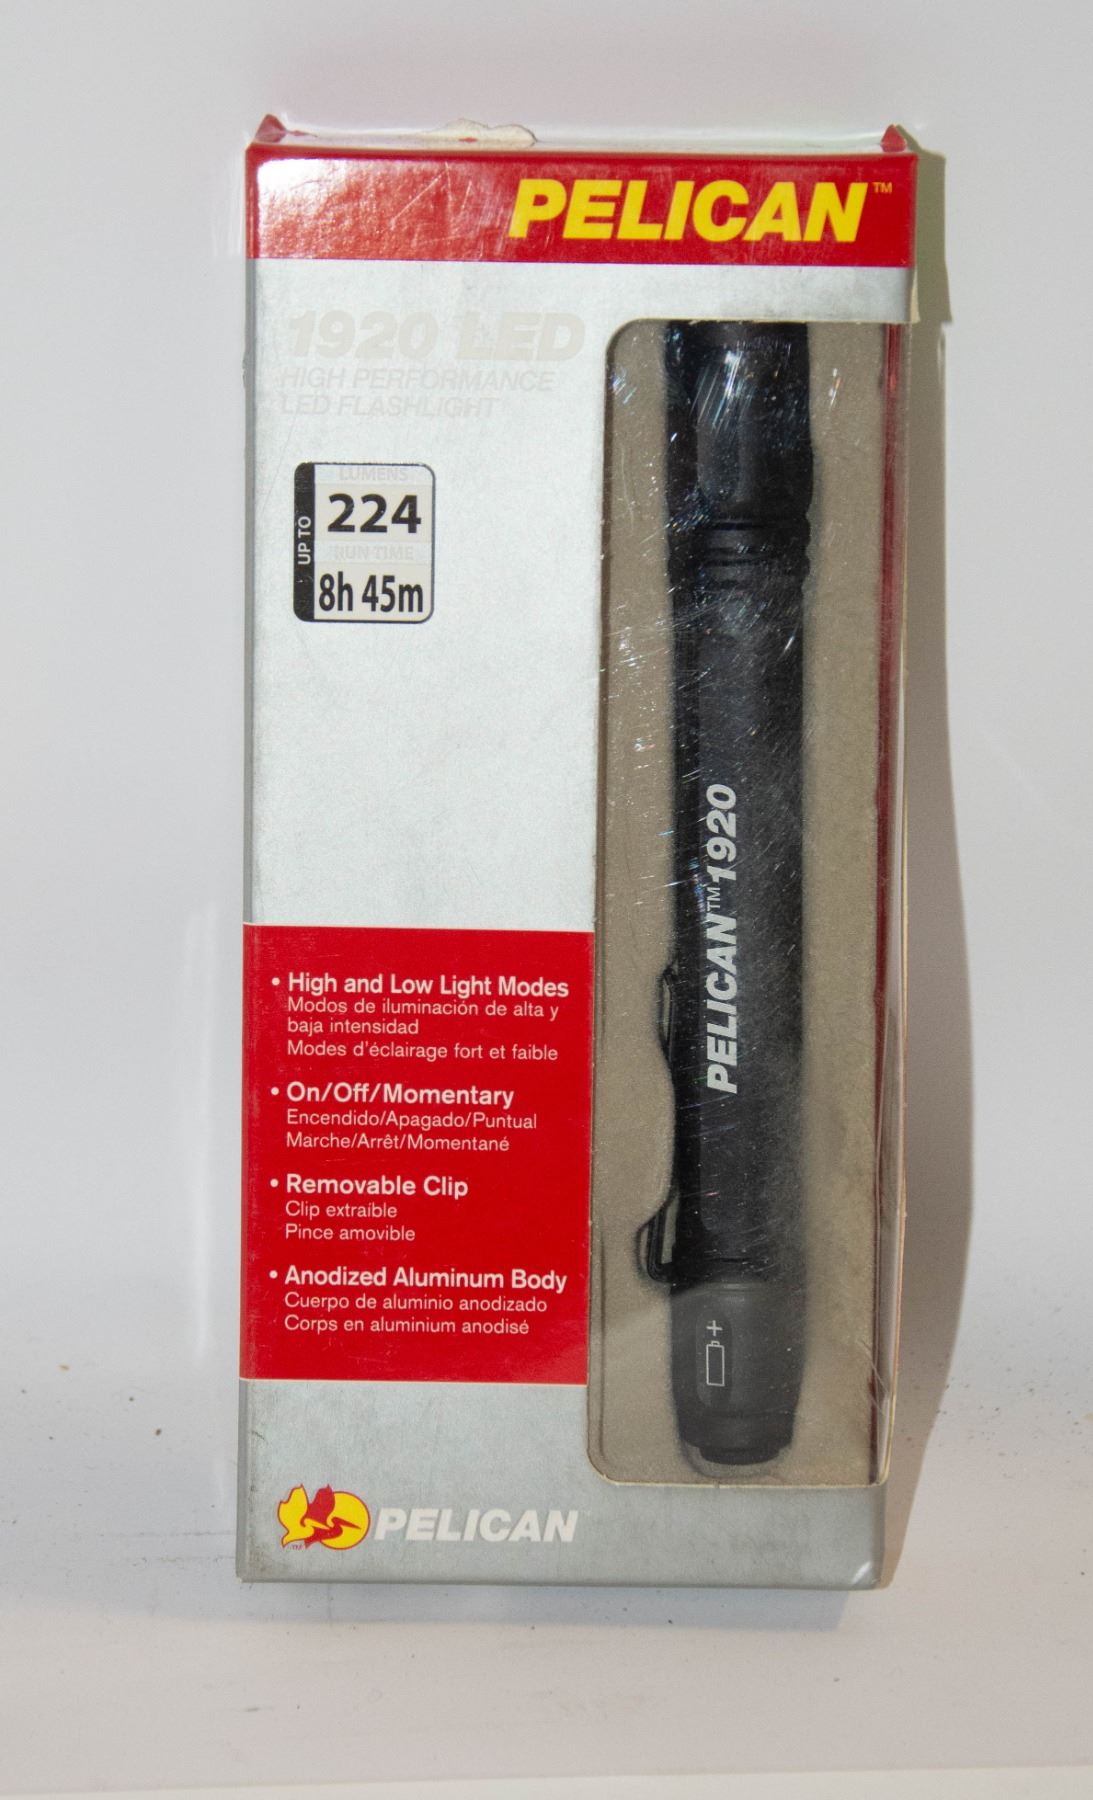 PELICAN™
1920 LED
HIGH PERFORMANCE
LED FLASHLIGHT
UP TO
LUMENS
224
RUN TIME
8h 45m
PELICAN™ 1920
+
• High and Low Light Modes
Modos de iluminación de alta y
baja intensidad
Modes d'éclairage fort et faible
• On/Off/Momentary
Encendido/Apagado/Puntual
Marche/Arrêt/Momentané
• Removable Clip
Clip extraíble
Pince amovible
• Anodized Aluminum Body
Cuerpo de aluminio anodizado
Corps en aluminium anodisé
TM
PELICAN